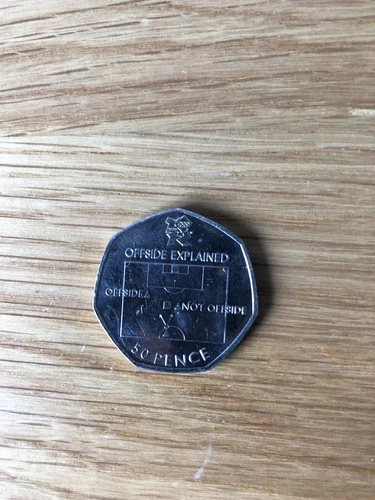 OFFSIDE EXPLAINED
OFFSIDE
NOT OFFSIDE
50 PENCE